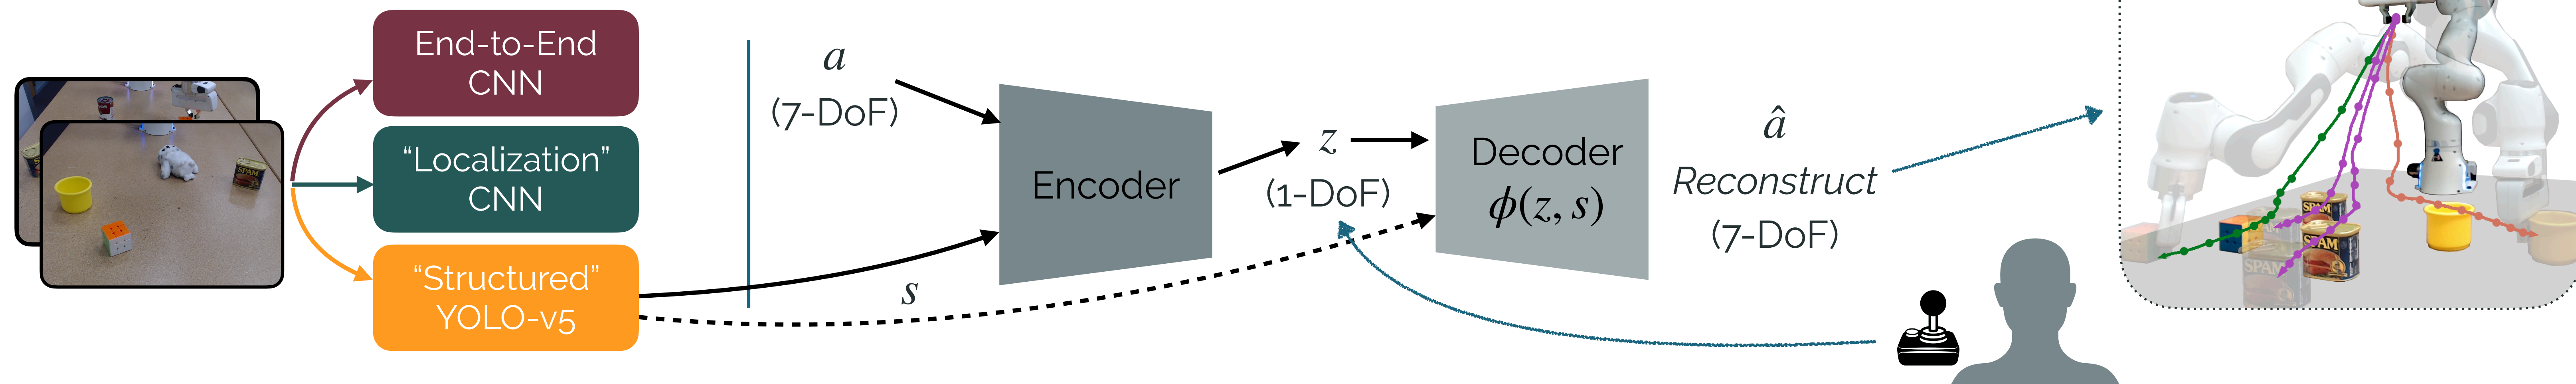 End-to-End
CNN
“Localization”
CNN
“Structured”
YOLO-v5
a
(7-DoF)
s
Encoder
z
(1-DoF)
Decoder
ϕ(z, s)
â
Reconstruct
(7-DoF)
SPAM
SPAM
SPAM
SPAM